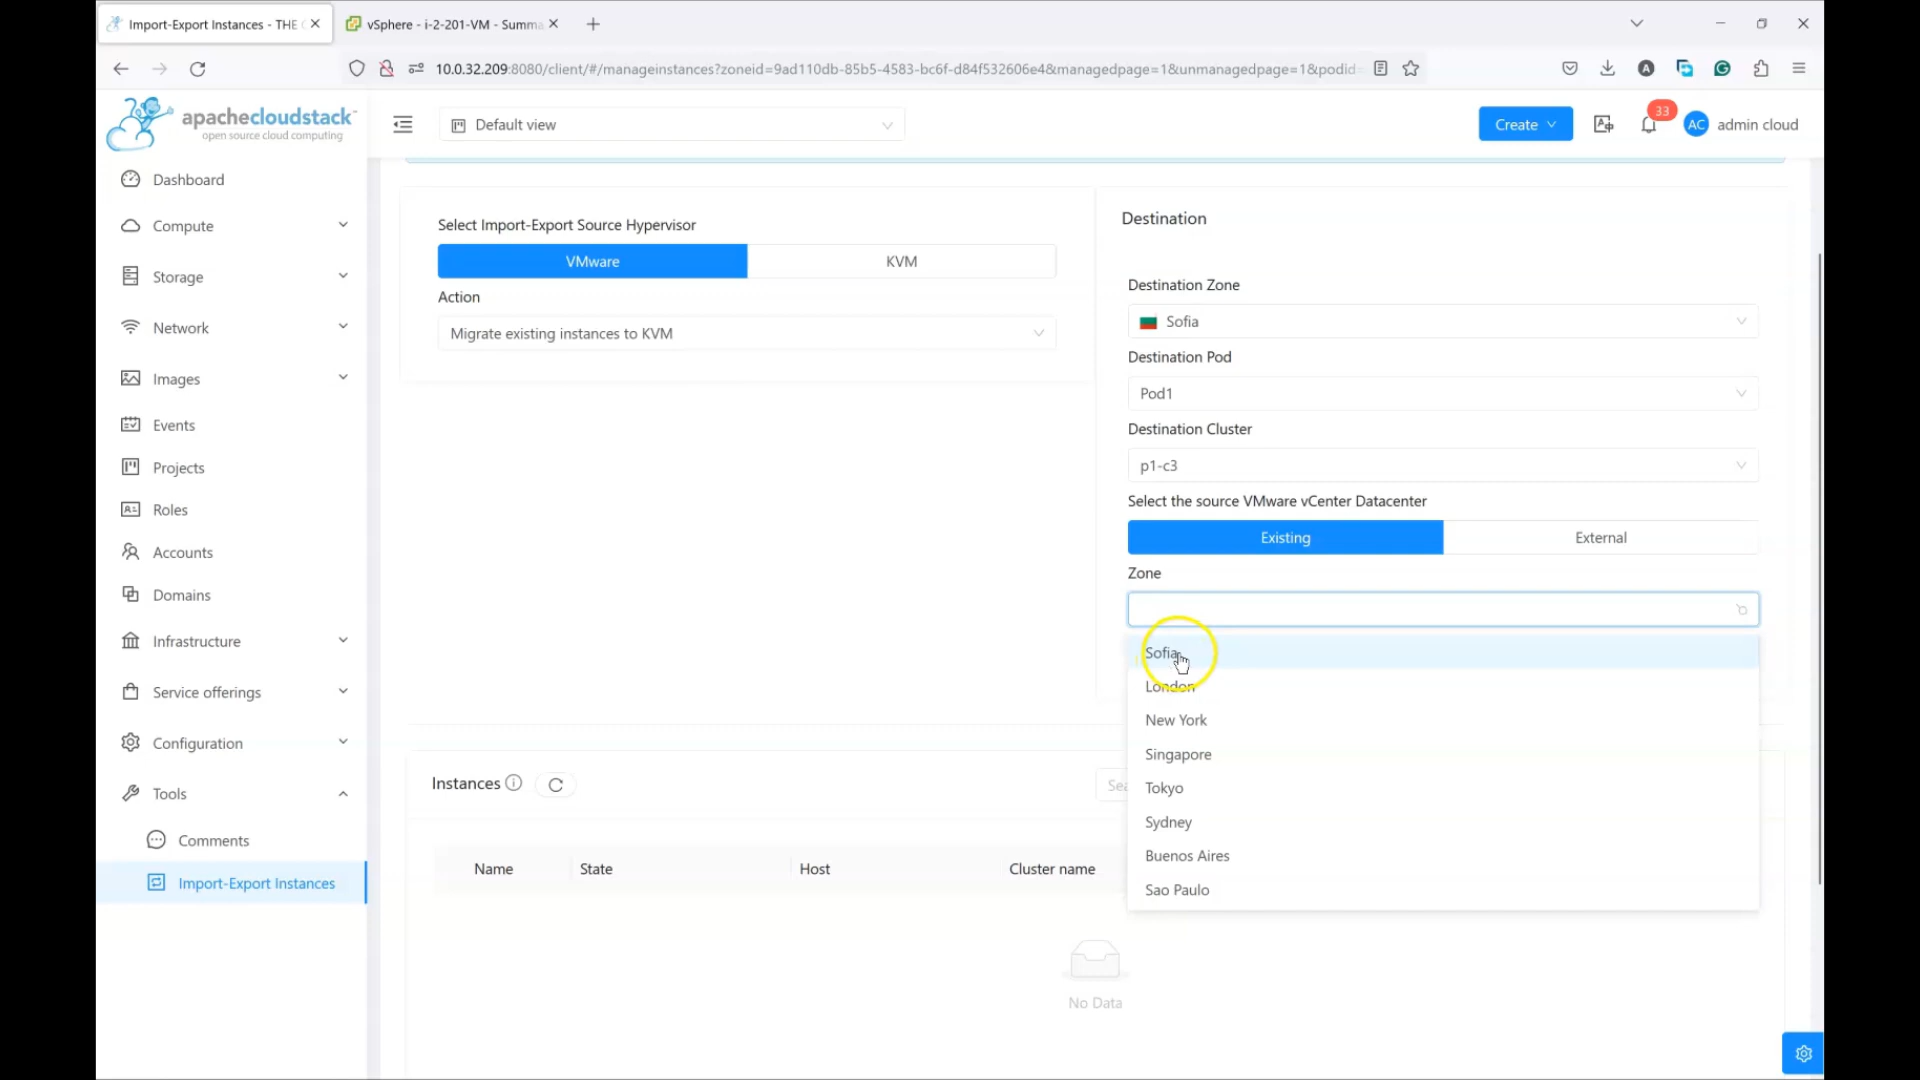 Import-Export Instances - THE
vSphere - i-2-201-VM - Summa
10.0.32.209:8080/client/#/manageinstances?zoneid=9ad110db-85b5-4583-bc6f-d84f532606e4&managedpage=1&unmanagedpage=1&podid=
apachecloudstack™
open source cloud computing
Default view
Create
33
AC
admin cloud
Dashboard
Compute
Storage
Network
Images
Events
Projects
Roles
Accounts
Domains
Infrastructure
Service offerings
Configuration
Tools
Comments
Import-Export Instances
Select Import-Export Source Hypervisor
VMware
KVM
Action
Migrate existing instances to KVM
Destination
Destination Zone
Sofia
Destination Pod
Pod1
Destination Cluster
p1-c3
Select the source VMware vCenter Datacenter
Existing
External
Zone
Sofia
London
New York
Singapore
Tokyo
Sydney
Buenos Aires
Sao Paulo
Instances
Sea
Name
State
Host
Cluster name
No Data